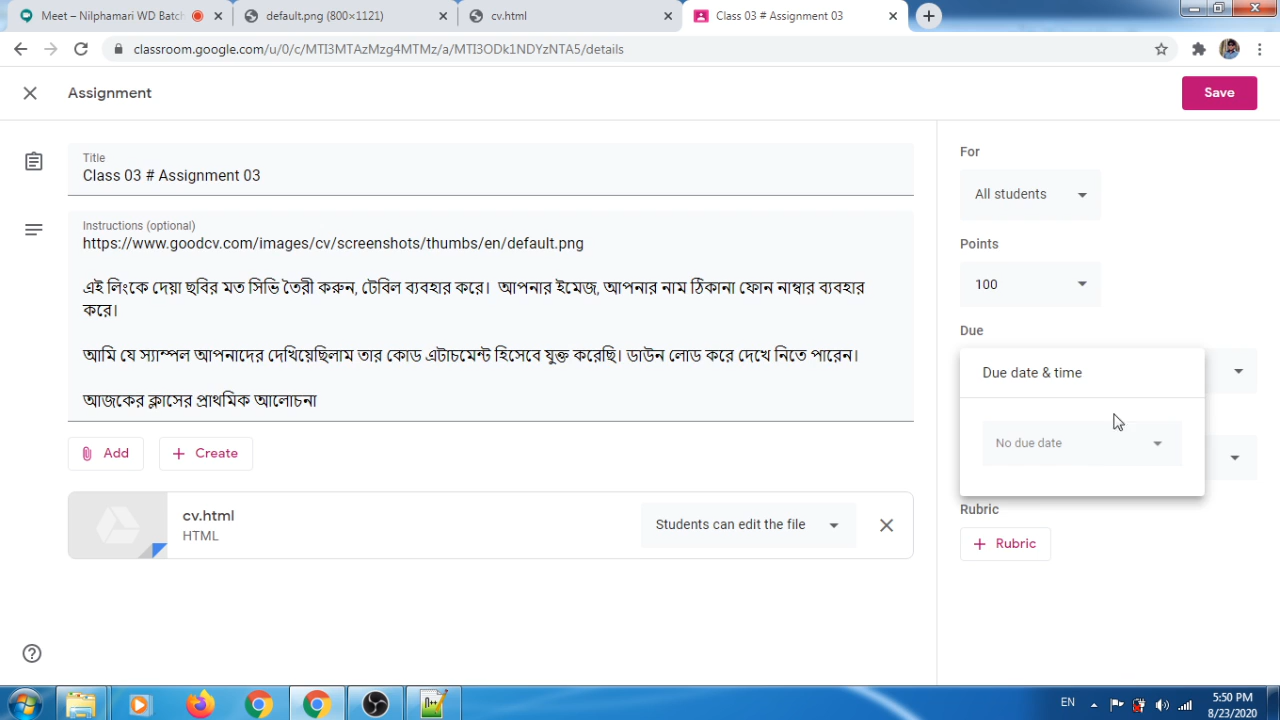 Meet – Nilphamari WD Batch
default.png (800×1121)
cv.html
Class 03 # Assignment 03
classroom.google.com/u/0/c/MTI3MTAzMzg4MTMz/a/MTI3ODk1NDYzNTA5/details
Assignment
Save
Title
Class 03 # Assignment 03
Instructions (optional)
https://www.goodcv.com/images/cv/screenshots/thumbs/en/default.png
এই লিংকে দেয়া ছবির মত সিভি তৈরী করুন, টেবিল ব্যবহার করে। আপনার ইমেজ, আপনার নাম ঠিকানা ফোন নাম্বার ব্যবহার
করে।
আমি যে স্যাম্পল আপনাদের দেখিয়েছিলাম তার কোড এটাচমেন্ট হিসেবে যুক্ত করেছি। ডাউন লোড করে দেখে নিতে পারেন।
আজকের ক্লাসের প্রাথমিক আলোচনা
Add
Create
cv.html
HTML
Students can edit the file
For
All students
Points
100
Due
Due date & time
No due date
Rubric
Rubric
EN
5:50 PM
8/23/2020